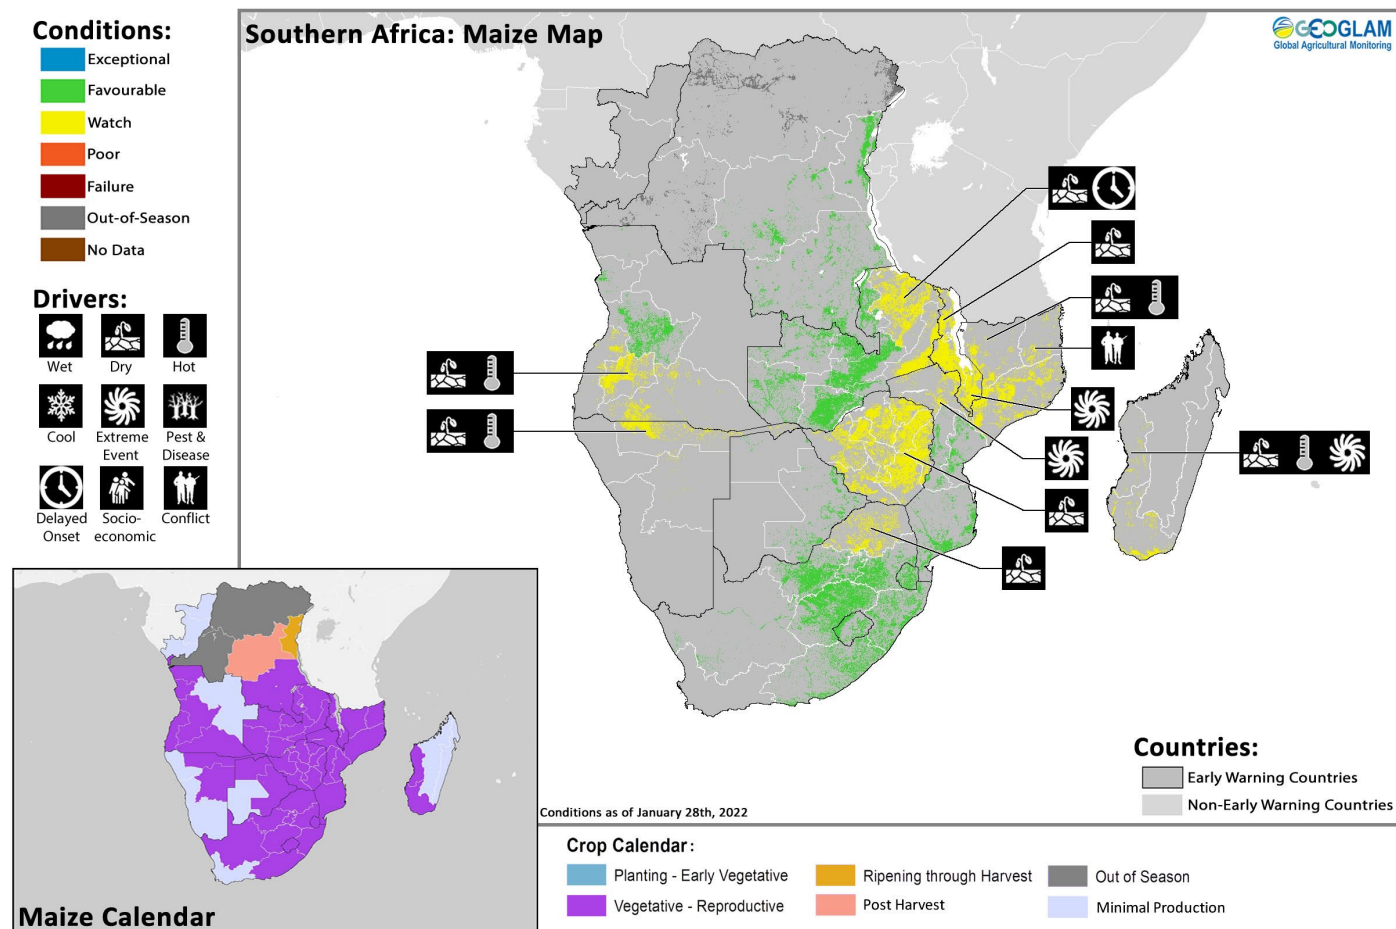 Conditions:
Exceptional
Favourable
Watch
Poor
Failure
Out-of-Season
No Data
Drivers:
Wet
Dry
Hot
Cool
Extreme
Event
Pest &
Disease
Delayed
Onset
Socio-
economic
Conflict
Southern Africa: Maize Map
GEOGLAM
Global Agricultural Monitoring
Countries:
Early Warning Countries
Non-Early Warning Countries
Conditions as of January 28th, 2022
Maize Calendar
Crop Calendar:
Planting - Early Vegetative
Vegetative - Reproductive
Ripening through Harvest
Post Harvest
Out of Season
Minimal Production